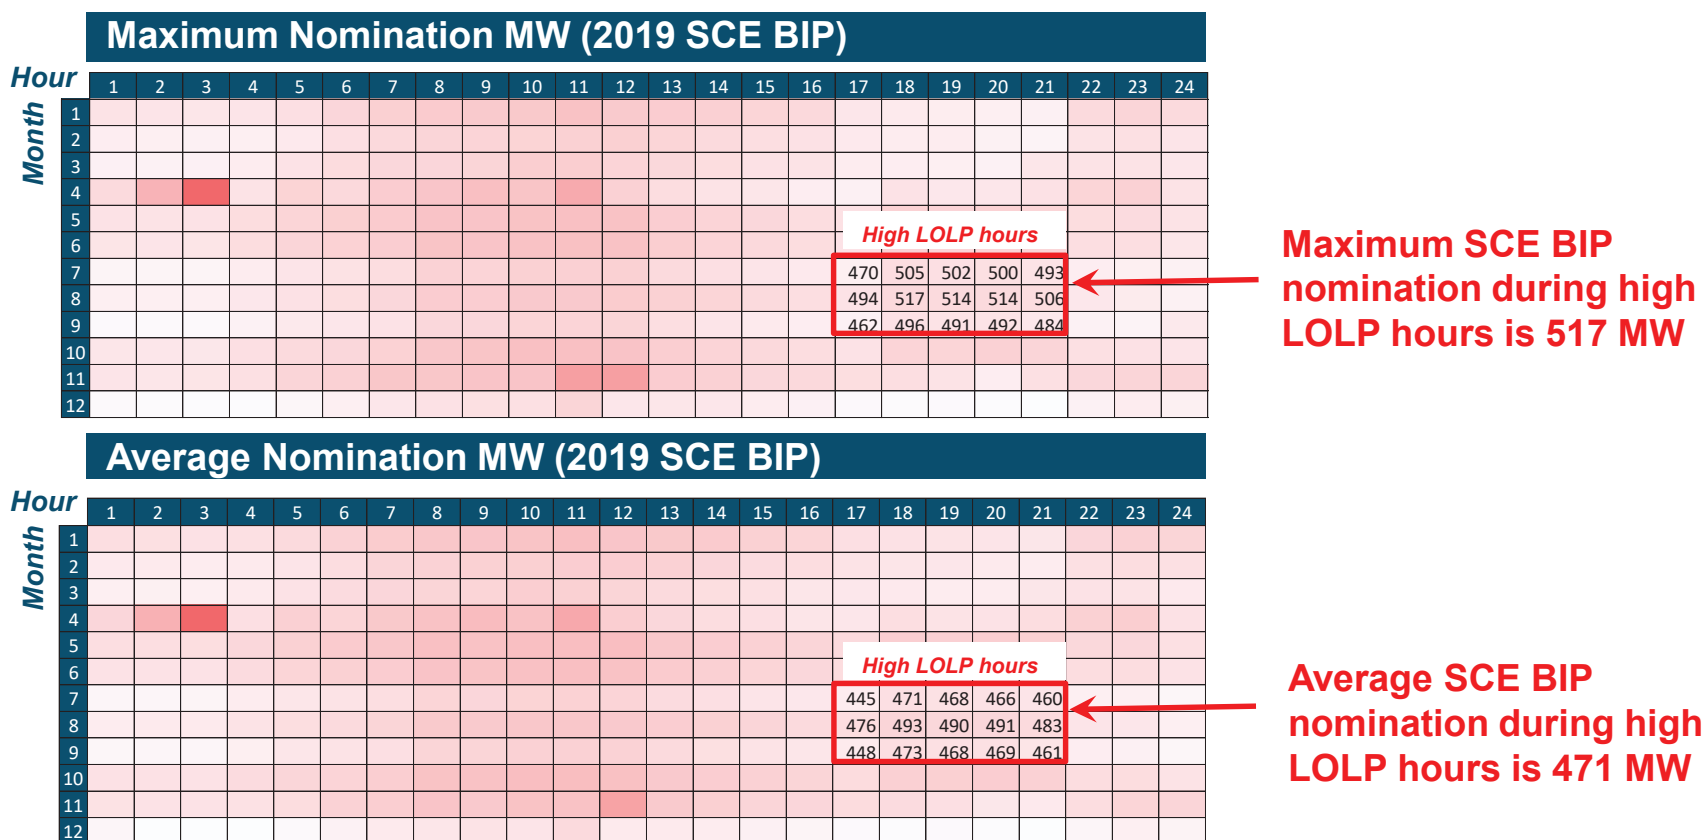 Maximum Nomination MW (2019 SCE BIP)
Hour 1 2 3 4 5 6 7 8 9 10 11 12 13 14 15 16 17 18 19 20 21 22 23 24
Month
1
2
3
4
5
6
High LOLP hours
7 470 505 502 500 493
8 494 517 514 514 506
9 462 496 491 492 484
10
11
12
Maximum SCE BIP
nomination during high
LOLP hours is 517 MW
Average Nomination MW (2019 SCE BIP)
Hour 1 2 3 4 5 6 7 8 9 10 11 12 13 14 15 16 17 18 19 20 21 22 23 24
Month
1
2
3
4
5
6
High LOLP hours
7 445 471 468 466 460
8 476 493 490 491 483
9 448 473 468 469 461
10
11
12
Average SCE BIP
nomination during high
LOLP hours is 471 MW